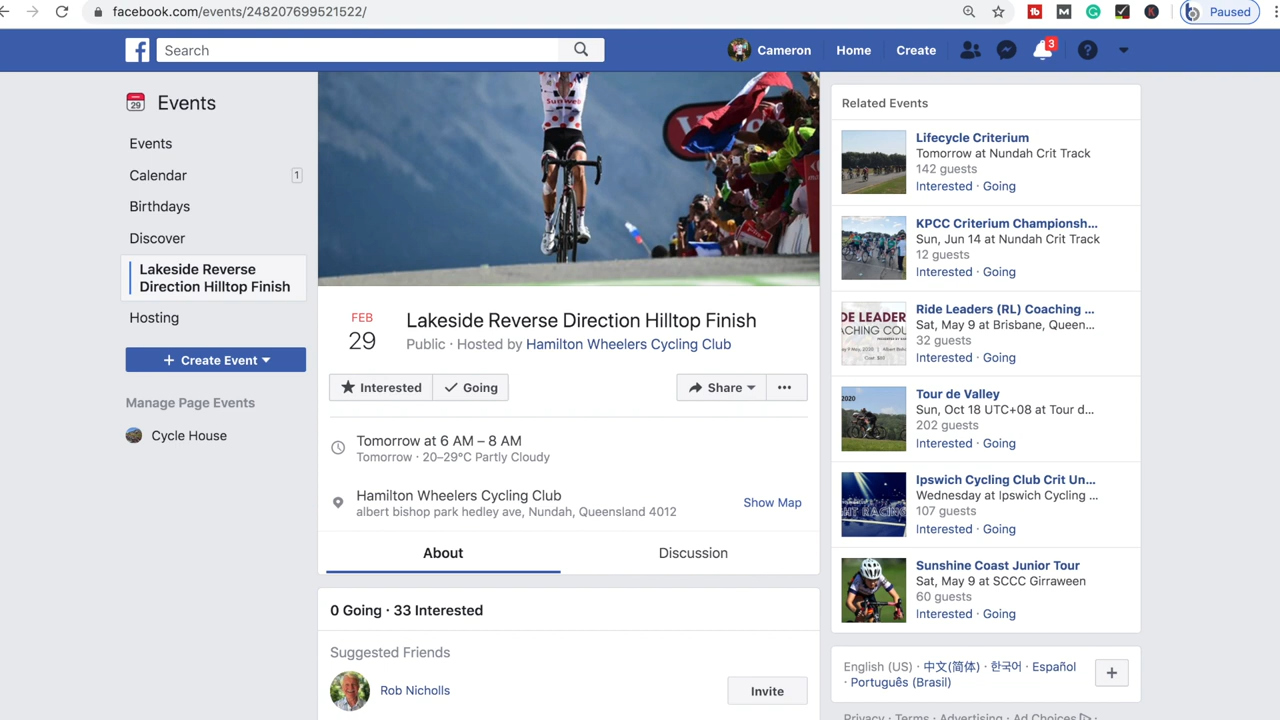 facebook.com/events/248207699521522/
Paused
Search
Cameron
Home
Create
3
29
Events
Events
Calendar
1
Birthdays
Discover
Lakeside Reverse
Direction Hilltop Finish
Hosting
+ Create Event
Manage Page Events
Cycle House
Sunweb
FEB
29
Lakeside Reverse Direction Hilltop Finish
Public · Hosted by Hamilton Wheelers Cycling Club
Interested
Going
Share
Tomorrow at 6 AM – 8 AM
Tomorrow · 20–29°C Partly Cloudy
Hamilton Wheelers Cycling Club
albert bishop park hedley ave, Nundah, Queensland 4012
Show Map
About
Discussion
0 Going · 33 Interested
Suggested Friends
Rob Nicholls
Invite
Related Events
Lifecycle Criterium
Tomorrow at Nundah Crit Track
142 guests
Interested · Going
KPCC Criterium Championsh...
Sun, Jun 14 at Nundah Crit Track
12 guests
Interested · Going
Ride Leaders (RL) Coaching ...
Sat, May 9 at Brisbane, Queen...
32 guests
Interested · Going
Tour de Valley
Sun, Oct 18 UTC+08 at Tour d...
202 guests
Interested · Going
Ipswich Cycling Club Crit Un...
Wednesday at Ipswich Cycling ...
107 guests
Interested · Going
Sunshine Coast Junior Tour
Sat, May 9 at SCCC Girraween
60 guests
Interested · Going
English (US) · 中文(简体) · 한국어 · Español
· Português (Brasil)
Privacy · Terms · Advertising · Ad Choices